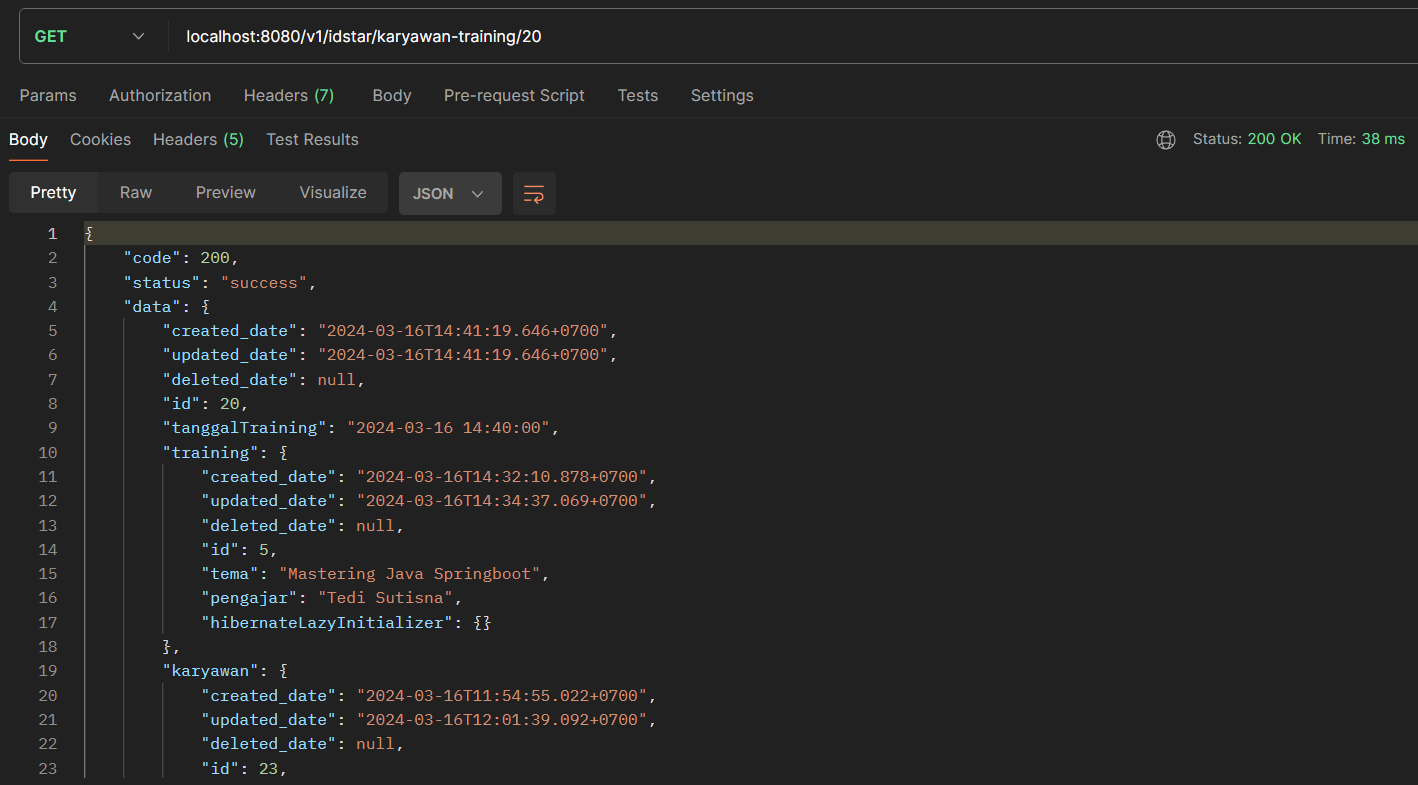 GET localhost:8080/v1/idstar/karyawan-training/20
Params Authorization Headers (7) Body Pre-request Script Tests Settings
Body Cookies Headers (5) Test Results Status: 200 OK Time: 38 ms
Pretty Raw Preview Visualize JSON
1 {
2 "code": 200,
3 "status": "success",
4 "data": {
5 "created_date": "2024-03-16T14:41:19.646+0700",
6 "updated_date": "2024-03-16T14:41:19.646+0700",
7 "deleted_date": null,
8 "id": 20,
9 "tanggalTraining": "2024-03-16 14:40:00",
10 "training": {
11 "created_date": "2024-03-16T14:32:10.878+0700",
12 "updated_date": "2024-03-16T14:34:37.069+0700",
13 "deleted_date": null,
14 "id": 5,
15 "tema": "Mastering Java Springboot",
16 "pengajar": "Tedi Sutisna",
17 "hibernateLazyInitializer": {}
18 },
19 "karyawan": {
20 "created_date": "2024-03-16T11:54:55.022+0700",
21 "updated_date": "2024-03-16T12:01:39.092+0700",
22 "deleted_date": null,
23 "id": 23,